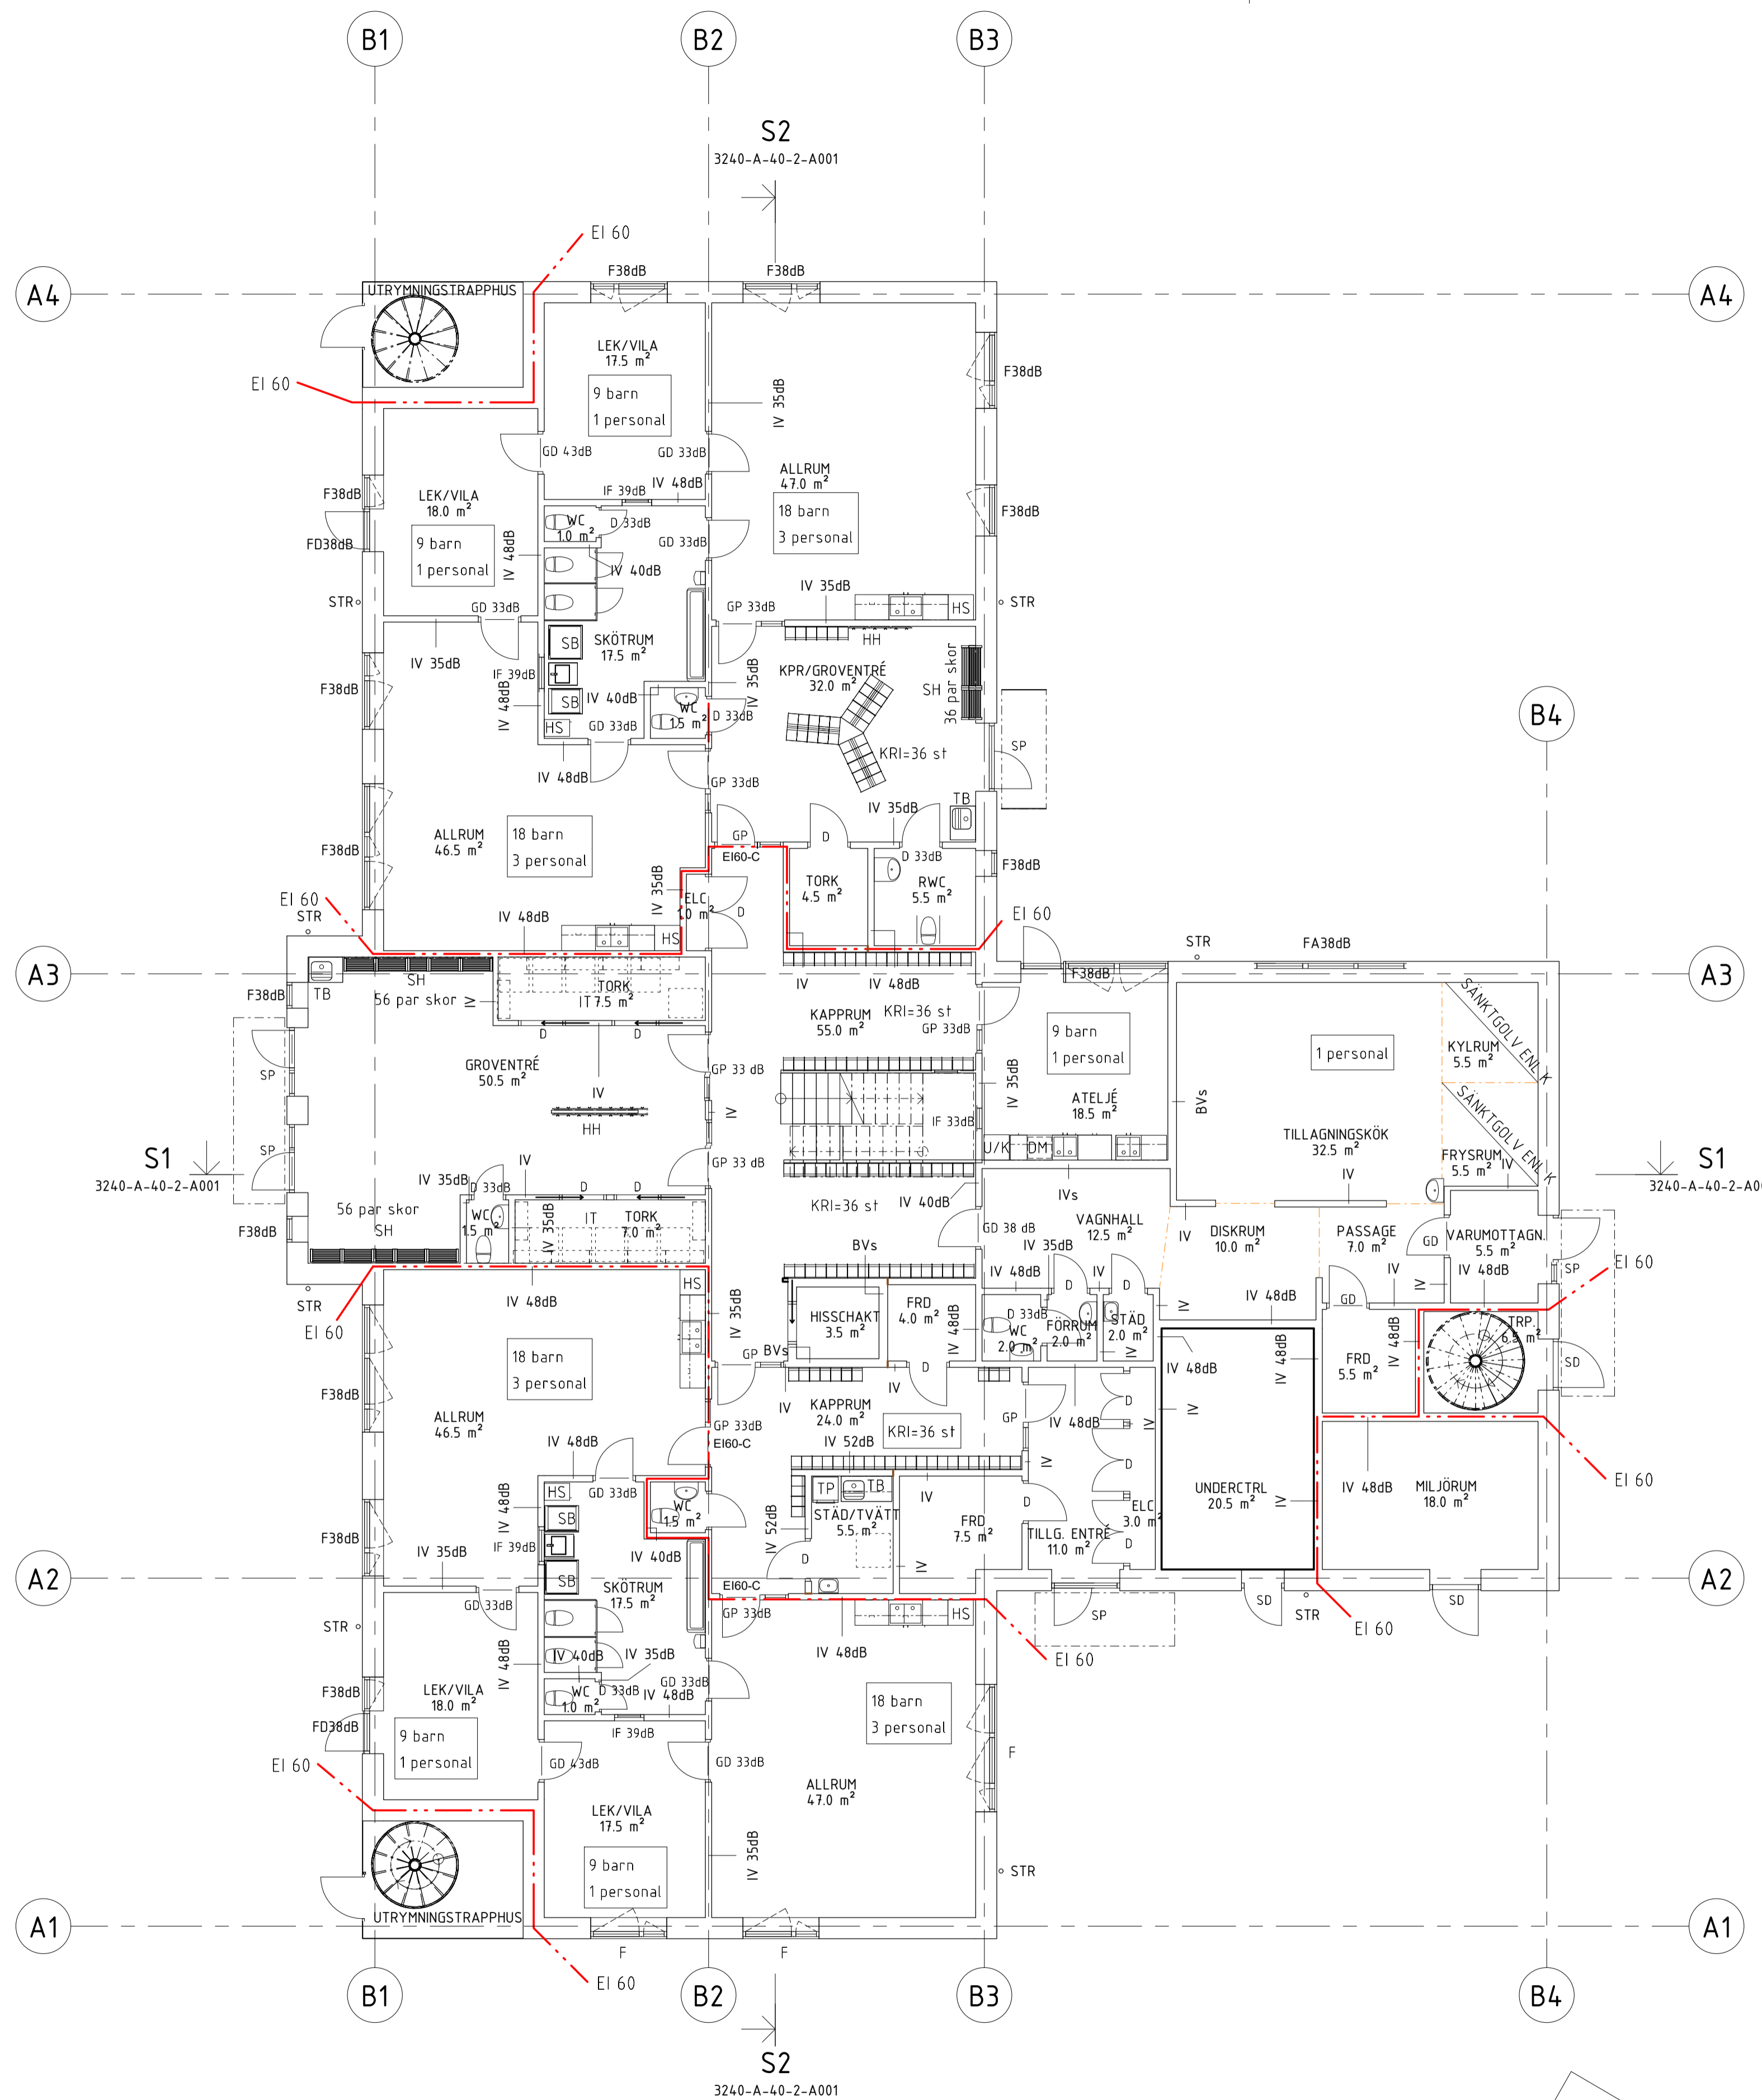 B1
B2
B3
S2
3240-A-40-2-A001
EI 60
A4
A4
UTRYMNINGSTRAPPHUS
F38dB
F38dB
LEK/VILA
17.5 m²
9 barn
1 personal
EI 60
IV 35dB
F38dB
GD 43dB
GD 33dB
ALLRUM
47.0 m²
18 barn
3 personal
IF 39dB
IV 48dB
F38dB
LEK/VILA
18.0 m²
9 barn
1 personal
FD38dB
IV 48dB
WC
1.0 m²
D 33dB
GD 33dB
F38dB
IV 40dB
STR
GD 33dB
IV 35dB
GP 33dB
HS
STR
SB
SKÖTRUM
17.5 m²
HH
IV 35dB
IF 39dB
IV 35dB
KPR/GROVENTRÉ
32.0 m²
SH
36 par skor
F38dB
IV 48dB
SB
IV 40dB
WC
1.5 m²
D 33dB
HS
GD 33dB
KRI=36 st
SP
B4
IV 48dB
GP 33dB
TB
IV 35dB
ALLRUM
46.5 m²
18 barn
3 personal
F38dB
GP
D
EI60-C
D 33dB
F38dB
TORK
4.5 m²
RWC
5.5 m²
IV 35dB
ELC
1.0 m²
D
EI 60
STR
IV 48dB
HS
EI 60
STR
FA38dB
A3
A3
TB
SH
56 par skor
F38dB
IV
TORK
IT 7.5 m²
D
D
IV
IV 48dB
KRI=36 st
KAPPRUM
55.0 m²
GP 33dB
F38dB
9 barn
1 personal
1 personal
SÄNKTGOLV ENL K
KYLRUM
5.5 m²
SP
GROVENTRÉ
50.5 m²
GP 33 dB
IV
HH
IV
IV 35dB
IF 33dB
ATELJÉ
18.5 m²
BVs
SÄNKTGOLV ENL K
TILLAGNINGSKÖK
32.5 m²
FRYSRUM
5.5 m²
U/K
DM
SP
GP 33 dB
S1
3240-A-40-2-A001
S1
3240-A-40-2-A0
IV 35dB
D 33dB
IV
D
D
IV 40dB
IVs
IV
IV
56 par skor
SH
WC
1.5 m²
IV 35dB
IT
TORK
7.0 m²
KRI=36 st
GD 38 dB
VAGNHALL
12.5 m²
IV
DISKRUM
10.0 m²
PASSAGE
7.0 m²
GD
VARUMOTTAGN.
5.5 m²
F38dB
BVs
IV 35dB
IV 48dB
D
IV
D
IV 48dB
IV
IV 48dB
SP
EI 60
STR
EI 60
IV 48dB
HS
IV 35dB
HISSCHAKT
3.5 m²
FRD
4.0 m²
IV 48dB
D 33dB
WC
2.0 m²
FÖRRUM
2.0 m²
STÄD
2.0 m²
IV
IV
GD
TRP.
6.5 m²
GP
BVs
D
IV
IV 48dB
IV 48dB
FRD
5.5 m²
IV 48dB
SD
18 barn
3 personal
F38dB
ALLRUM
46.5 m²
GP 33dB
EI60-C
IV
KAPPRUM
24.0 m²
KRI=36 st
IV 52dB
GP
IV 48dB
IV
D
IV
IV
D
IV 48dB
GD 33dB
HS
IV 48dB
SB
WC
1.5 m²
TP
TB
STÄD/TVÄTT
5.5 m²
IV
FRD
7.5 m²
D
D
ELC
3.0 m²
UNDERCTRL
20.5 m²
IV
IV 48dB
MILJÖRUM
18.0 m²
EI 60
F38dB
IF 39dB
IV 40dB
IV 52dB
D
IV
TILLG. ENTRÉ
11.0 m²
D
A2
A2
IV 35dB
SB
SKÖTRUM
17.5 m²
EI60-C
GD 33dB
GP 33dB
HS
SP
SD
STR
SD
STR
EI 60
IV 48dB
IV 40dB
IV 35dB
IV 48dB
EI 60
F38dB
LEK/VILA
18.0 m²
WC
1.0 m²
D 33dB
GD 33dB
IV 48dB
18 barn
3 personal
FD38dB
9 barn
1 personal
IF 39dB
GD 43dB
GD 33dB
F
EI 60
LEK/VILA
17.5 m²
ALLRUM
47.0 m²
IV 35dB
9 barn
1 personal
STR
UTRYMNINGSTRAPPHUS
A1
A1
F
F
EI 60
B1
B2
B3
B4
S2
3240-A-40-2-A001